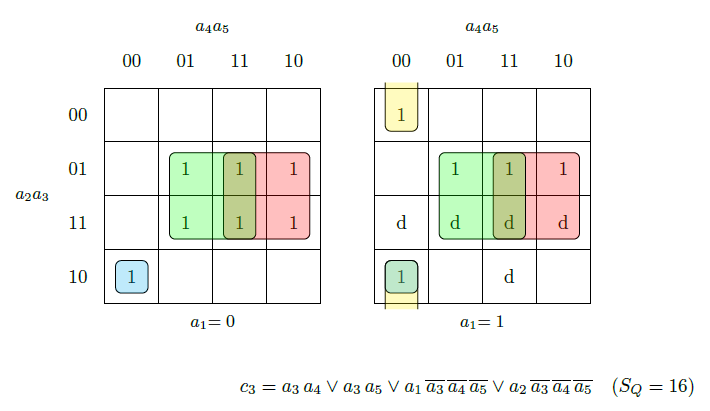 a₄a₅ a₄a₅
00 01 11 10 00 01 11 10
00 1
01 1 1 1 1 1 1
a₂a₃
11 1 1 1 d d d d
10 1 1 d
a₁= 0 a₁= 1
c₃ = a₃ a₄ ∨ a₃ a₅ ∨ a₁ a̅₃ a̅₄ a̅₅ ∨ a₂ a̅₃ a̅₄ a̅₅ (S_Q = 16)